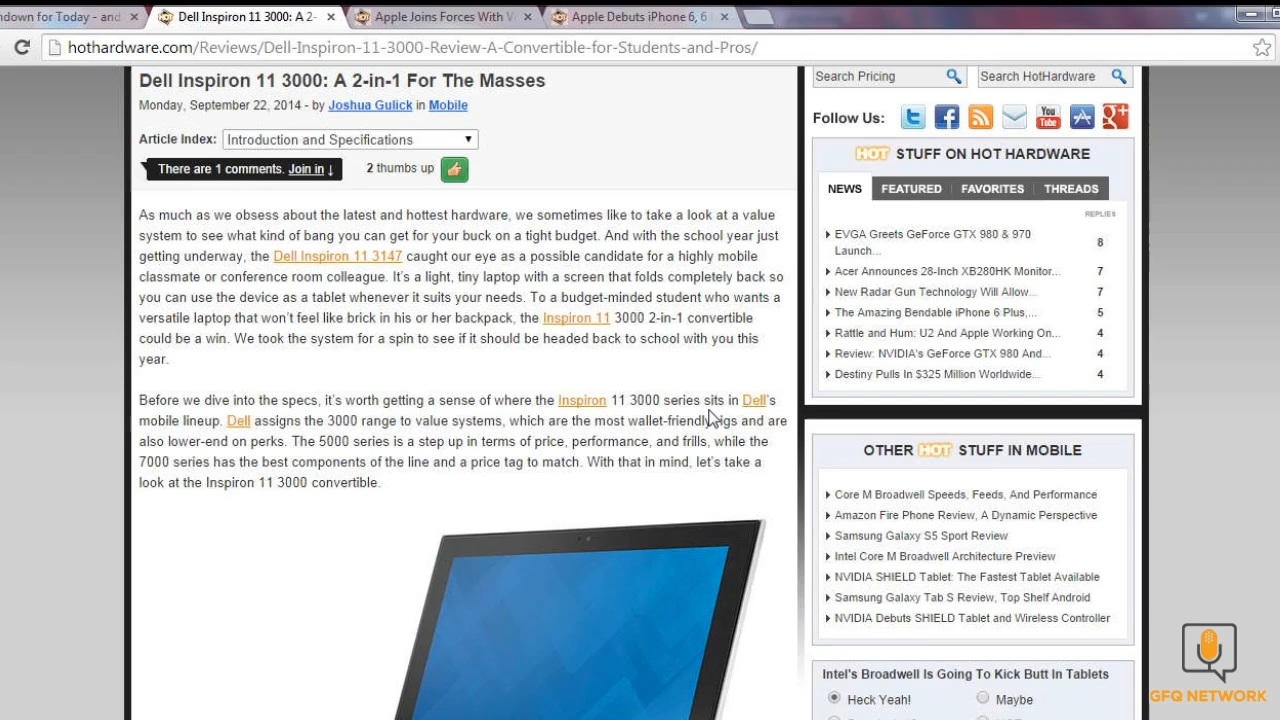 ndown for Today - and
Dell Inspiron 11 3000: A 2-
Apple Joins Forces With V
Apple Debuts iPhone 6, 6
hothardware.com/Reviews/Dell-Inspiron-11-3000-Review-A-Convertible-for-Students-and-Pros/
Dell Inspiron 11 3000: A 2-in-1 For The Masses
Monday, September 22, 2014 - by Joshua Gulick in Mobile
Article Index: Introduction and Specifications
There are 1 comments. Join in ↓ 2 thumbs up
As much as we obsess about the latest and hottest hardware, we sometimes like to take a look at a value
system to see what kind of bang you can get for your buck on a tight budget. And with the school year just
getting underway, the Dell Inspiron 11 3147 caught our eye as a possible candidate for a highly mobile
classmate or conference room colleague. It's a light, tiny laptop with a screen that folds completely back so
you can use the device as a tablet whenever it suits your needs. To a budget-minded student who wants a
versatile laptop that won't feel like brick in his or her backpack, the Inspiron 11 3000 2-in-1 convertible
could be a win. We took the system for a spin to see if it should be headed back to school with you this
year.
Before we dive into the specs, it's worth getting a sense of where the Inspiron 11 3000 series sits in Dell's
mobile lineup. Dell assigns the 3000 range to value systems, which are the most wallet-friendly and are
also lower-end on perks. The 5000 series is a step up in terms of price, performance, and frills, while the
7000 series has the best components of the line and a price tag to match. With that in mind, let's take a
look at the Inspiron 11 3000 convertible.
Search Pricing
Search HotHardware
Follow Us:
You Tube
g+
HOT STUFF ON HOT HARDWARE
NEWS FEATURED FAVORITES THREADS
REPLIES
EVGA Greets GeForce GTX 980 & 970 8
Launch...
Acer Announces 28-Inch XB280HK Monitor... 7
New Radar Gun Technology Will Allow... 7
The Amazing Bendable iPhone 6 Plus,... 5
Rattle and Hum: U2 And Apple Working On... 4
Review: NVIDIA's GeForce GTX 980 And... 4
Destiny Pulls In $325 Million Worldwide... 4
OTHER HOT STUFF IN MOBILE
Core M Broadwell Speeds, Feeds, And Performance
Amazon Fire Phone Review, A Dynamic Perspective
Samsung Galaxy S5 Sport Review
Intel Core M Broadwell Architecture Preview
NVIDIA SHIELD Tablet: The Fastest Tablet Available
Samsung Galaxy Tab S Review, Top Shelf Android
NVIDIA Debuts SHIELD Tablet and Wireless Controller
Intel's Broadwell Is Going To Kick Butt In Tablets
Heck Yeah! Maybe
GFQ NETWORK